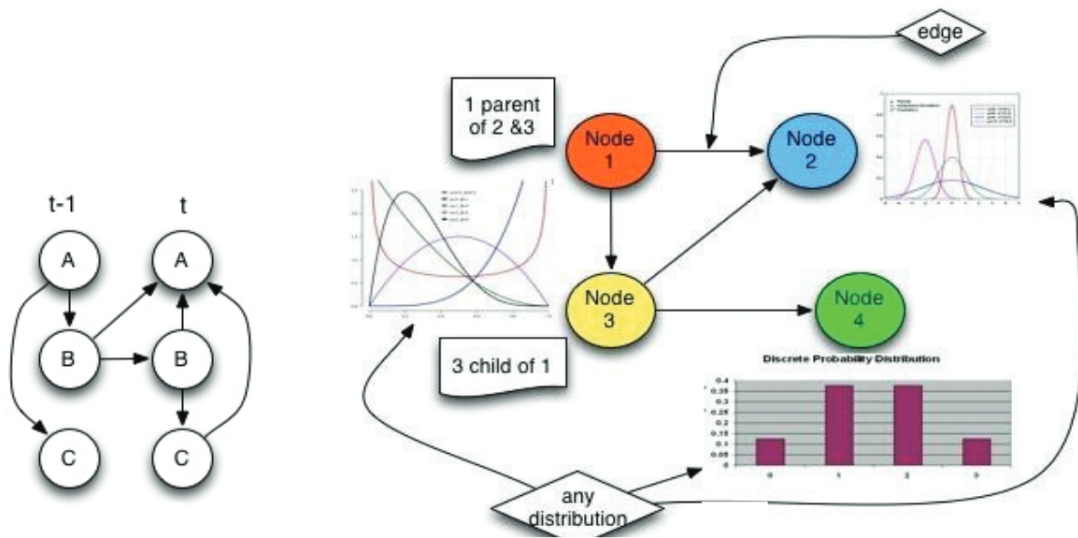 edge
1 parent
of 2 &3
Node
1
Node
2
t-1
t
A
A
B
B
C
C
Node
3
Node
4
3 child of 1
Discrete Probability Distribution
0.4
0.35
0.3
0.25
0.2
0.15
0.1
0.05
0
0
1
2
3
any
distribution